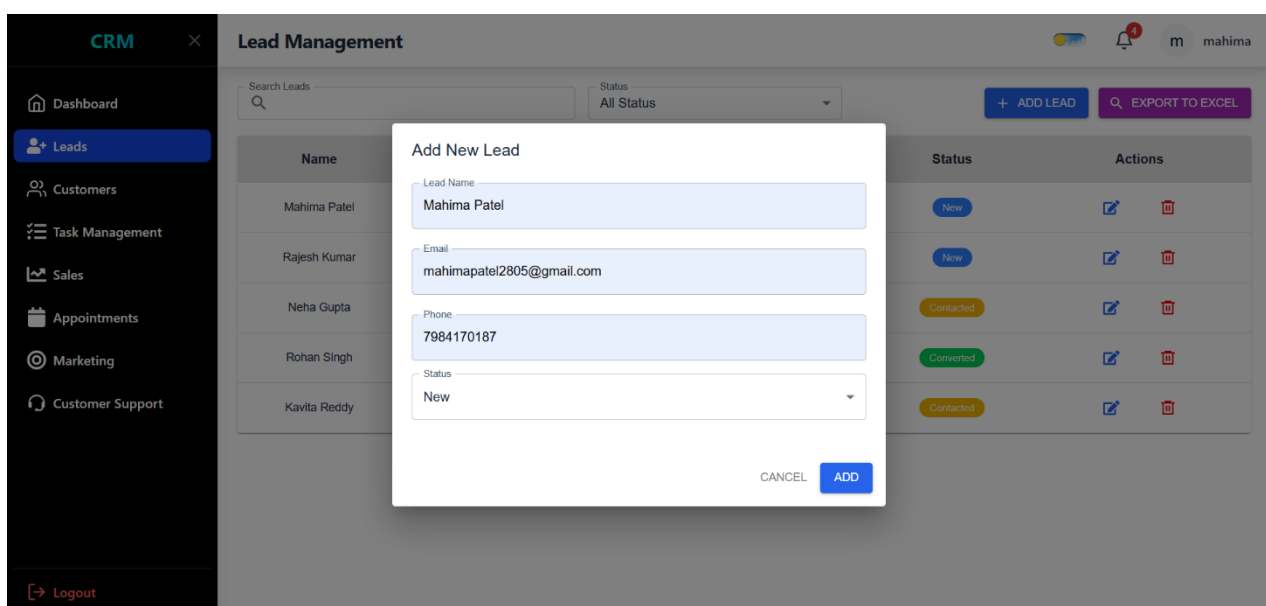 CRM
Lead Management
4
m mahima
Dashboard
Leads
Customers
Task Management
Sales
Appointments
Marketing
Customer Support
Logout
Search Leads
Status
All Status
+ ADD LEAD
EXPORT TO EXCEL
Name Status Actions
Mahima Patel New
Rajesh Kumar New
Neha Gupta Contacted
Rohan Singh Converted
Kavita Reddy Contacted
Add New Lead
Lead Name
Mahima Patel
Email
mahimapatel2805@gmail.com
Phone
7984170187
Status
New
CANCEL ADD